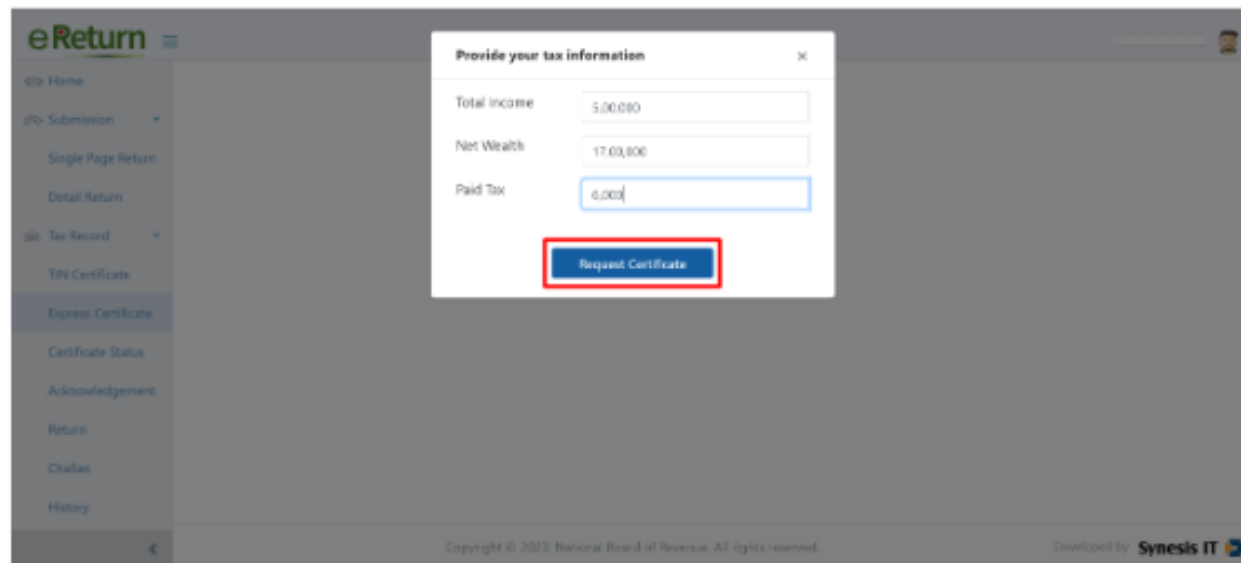 eReturn
Provide your tax information
Home
Total Income
5,00,000
Submission
Net Wealth
17,00,000
Single Page Return
Paid Tax
6,000
Detail Return
Tax Record
Request Certificate
TIN Certificate
Express Certificate
Certificate Status
Acknowledgement
Return
Challan
History
Copyright © 2023. National Board of Revenue. All rights reserved.
Developed by Synesis IT